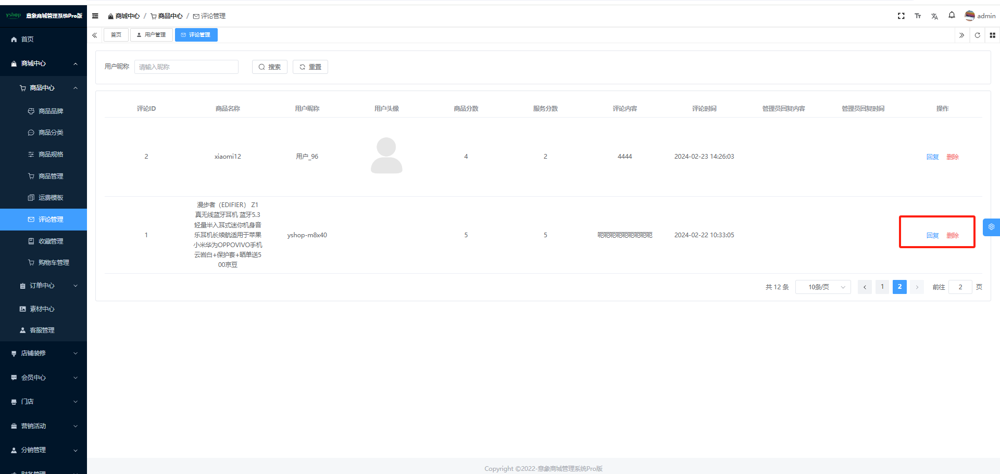 yshop 意象商城管理系统Pro版
商城中心 / 商品中心 / 评论管理
admin
首页
用户管理
评论管理
首页
商城中心
商品中心
商品品牌
商品分类
商品规格
商品管理
运费模板
评论管理
收藏管理
购物车管理
订单中心
素材中心
客服管理
店铺装修
会员中心
门店
营销活动
分销管理
财务管理
用户昵称 请输入昵称 搜索 重置
评论ID 商品名称 用户昵称 用户头像 商品分数 服务分数 评论内容 评论时间 管理员回复内容 管理员回复时间 操作
2 xiaomi12 用户_96 4 2 4444 2024-02-23 14:26:03 回复 删除
漫步者（EDIFIER） Z1
真无线蓝牙耳机 蓝牙5.3
轻量半入耳式迷你机身音
乐耳机长续航适用于苹果
小米华为OPPOVIVO手机
云岩白+保护套+晒单送5
00京豆
1 yshop-m8x40 5 5 呃呃呃呃呃呃呃呃呃 2024-02-22 10:33:05 回复 删除
共 12 条 10条/页 1 2 前往 2 页
Copyright ©2022-意象商城管理系统Pro版